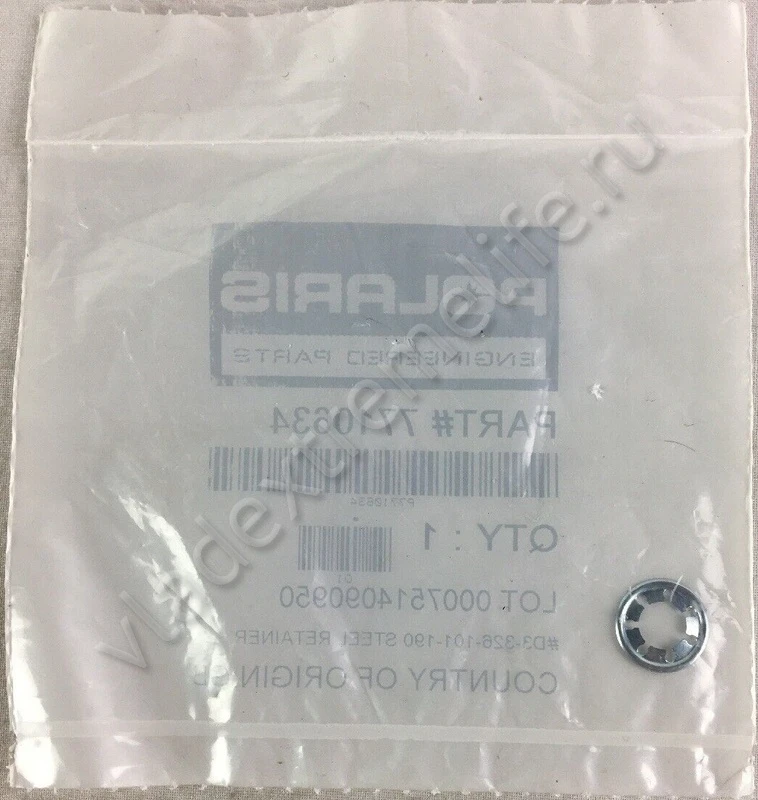 POLARIS
ENGINEERED PARTS
PART# 7710634
QTY : 1
LOT 0007514090950
#D3-326-101-190 STEEL RETAINER
COUNTRY OF ORIGIN:
vladextremelife.ru